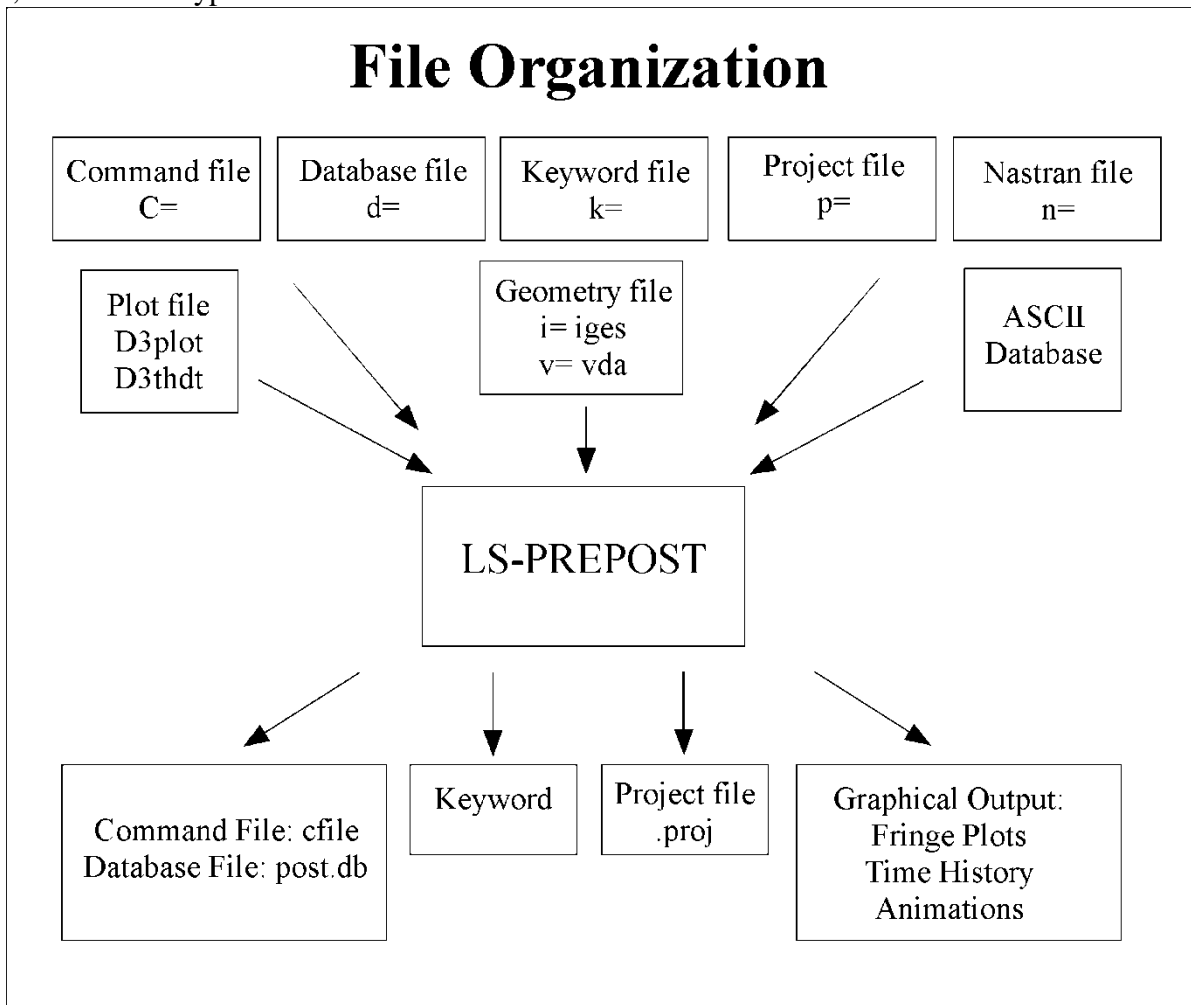 File Organization
Command file
C=
Database file
d=
Keyword file
k=
Project file
p=
Nastran file
n=
Plot file
D3plot
D3thdt
Geometry file
i= iges
v= vda
ASCII
Database
LS-PREPOST
Command File: cfile
Database File: post.db
Keyword
Project file
.proj
Graphical Output:
Fringe Plots
Time History
Animations